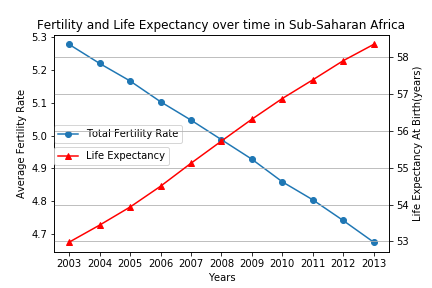 Fertility and Life Expectancy over time in Sub-Saharan Africa
5.3
5.2
5.1
5.0
4.9
4.8
4.7
Average Fertility Rate
58
57
56
55
54
53
Life Expectancy At Birth(years)
Total Fertility Rate
Life Expectancy
2003 2004 2005 2006 2007 2008 2009 2010 2011 2012 2013
Years